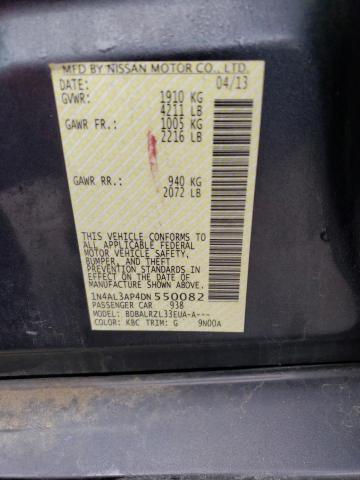 MFD BY NISSAN MOTOR CO., LTD.
04/13
GVWR: 1910 KG
4211 LB
GAWR FR.: 1005 KG
2216 LB
GAWR RR.: 940 KG
2072 LB
THIS VEHICLE CONFORMS TO
ALL APPLICABLE FEDERAL
MOTOR VEHICLE SAFETY,
BUMPER, AND THEFT
PREVENTION STANDARDS IN
EFFECT ON THE DATE OF
MANUFACTURE SHOWN ABOVE.
1N4AL3AP4DN 550082
PASSENGER CAR 938
MODEL: BDBALRZL33EUA-A---
COLOR: KBC TRIM: G 9N00A